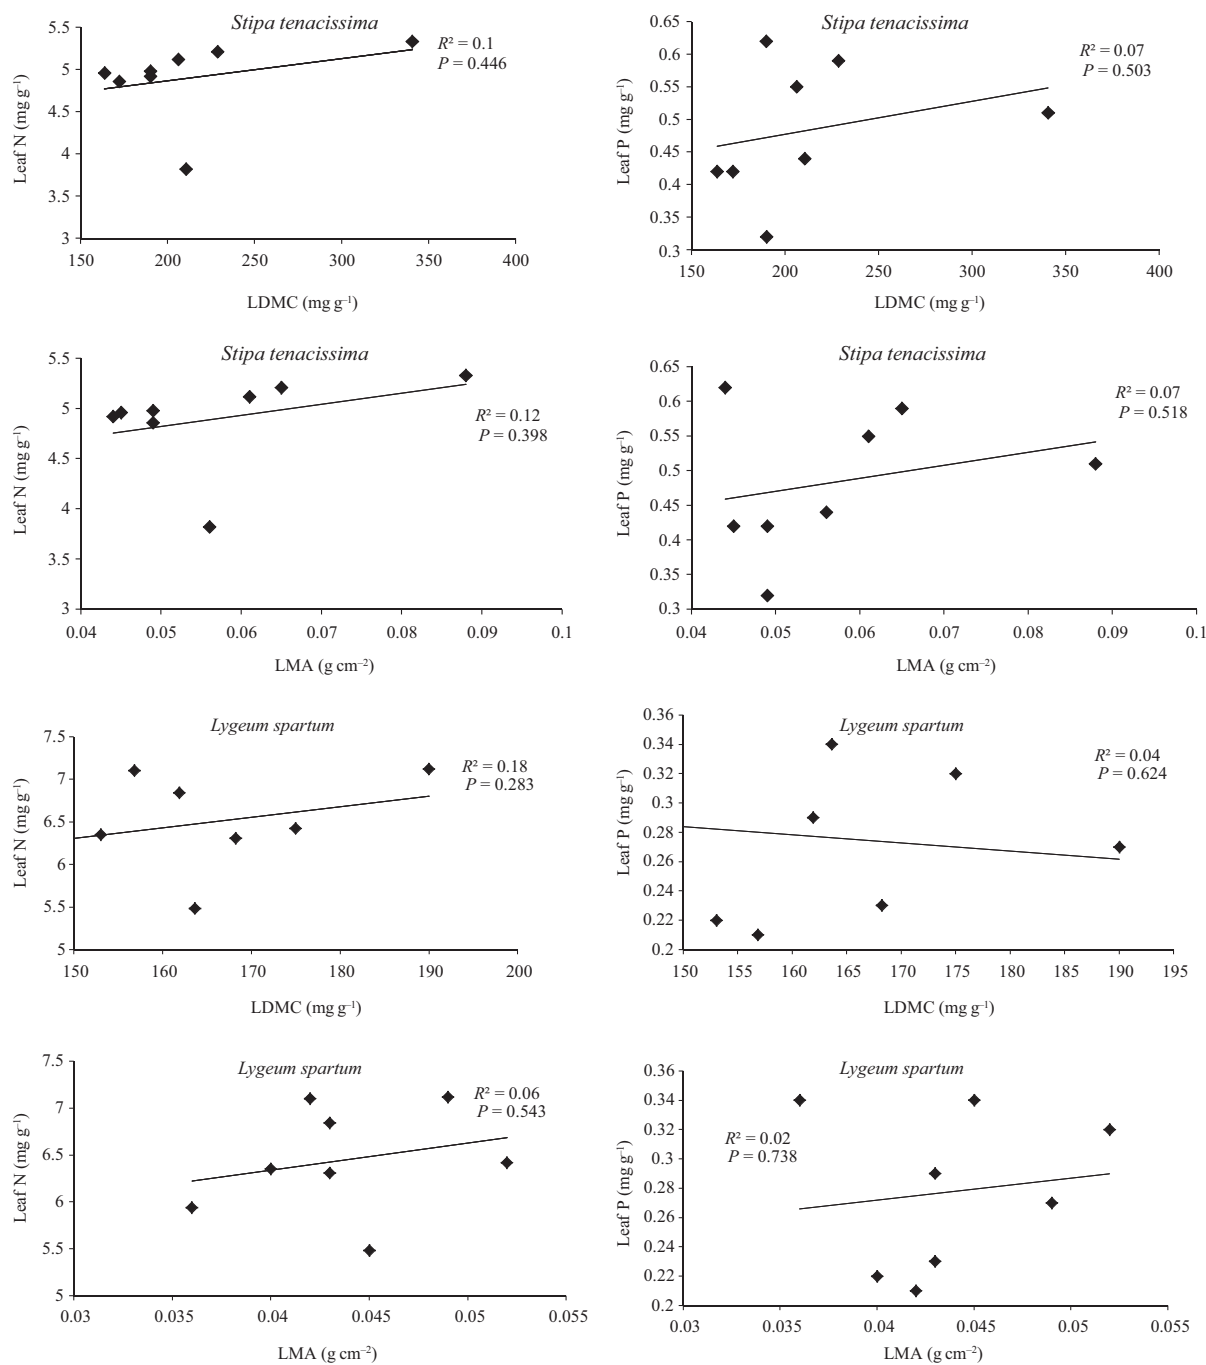 Stipa tenacissima
R² = 0.1
P = 0.446
Leaf N (mg g⁻¹)
5.5
5
4.5
4
3.5
3
150 200 250 300 350 400
LDMC (mg g⁻¹)
Stipa tenacissima
R² = 0.07
P = 0.503
Leaf P (mg g⁻¹)
0.65
0.6
0.55
0.5
0.45
0.4
0.35
0.3
150 200 250 300 350 400
LDMC (mg g⁻¹)
Stipa tenacissima
R² = 0.12
P = 0.398
Leaf N (mg g⁻¹)
5.5
5
4.5
4
3.5
3
0.04 0.05 0.06 0.07 0.08 0.09 0.1
LMA (g cm⁻²)
Stipa tenacissima
R² = 0.07
P = 0.518
Leaf P (mg g⁻¹)
0.65
0.6
0.55
0.5
0.45
0.4
0.35
0.3
0.04 0.05 0.06 0.07 0.08 0.09 0.1
LMA (g cm⁻²)
Lygeum spartum
R² = 0.18
P = 0.283
Leaf N (mg g⁻¹)
7.5
7
6.5
6
5.5
5
150 160 170 180 190 200
LDMC (mg g⁻¹)
Lygeum spartum
R² = 0.04
P = 0.624
Leaf P (mg g⁻¹)
0.36
0.34
0.32
0.3
0.28
0.26
0.24
0.22
0.2
150 155 160 165 170 175 180 185 190 195
LDMC (mg g⁻¹)
Lygeum spartum
R² = 0.06
P = 0.543
Leaf N (mg g⁻¹)
7.5
7
6.5
6
5.5
5
0.03 0.035 0.04 0.045 0.05 0.055
LMA (g cm⁻²)
Lygeum spartum
R² = 0.02
P = 0.738
Leaf P (mg g⁻¹)
0.36
0.34
0.32
0.3
0.28
0.26
0.24
0.22
0.2
0.03 0.035 0.04 0.045 0.05 0.055
LMA (g cm⁻²)